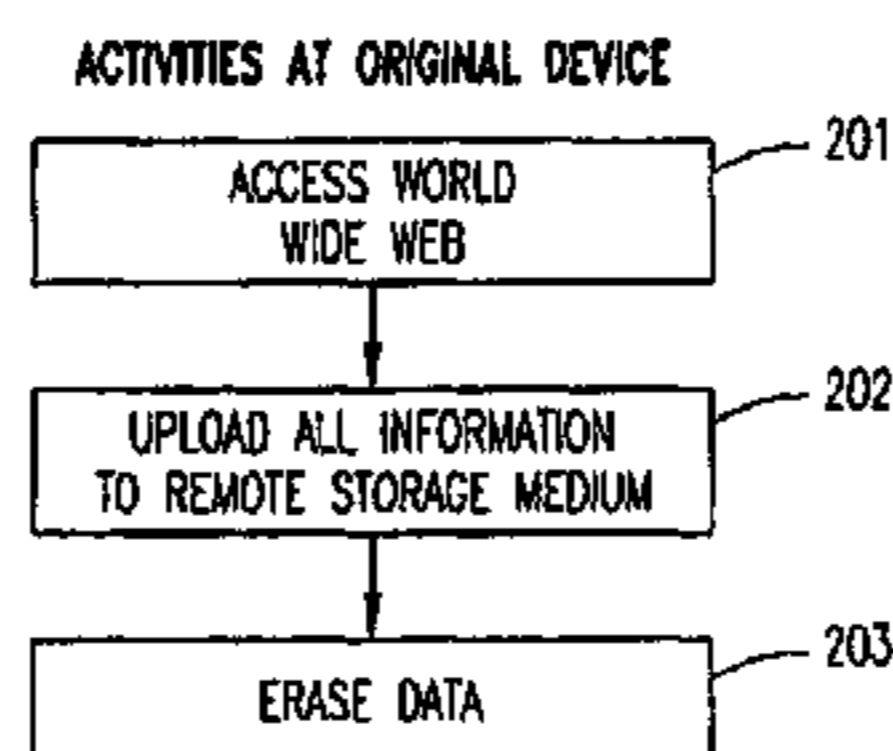 ACTIVITIES AT ORIGINAL DEVICE
201
ACCESS WORLD
WIDE WEB
202
UPLOAD ALL INFORMATION
TO REMOTE STORAGE MEDIUM
203
ERASE DATA